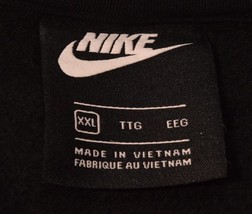 NIKE
XXL TTG EEG
MADE IN VIETNAM
FABRIQUE AU VIETNAM